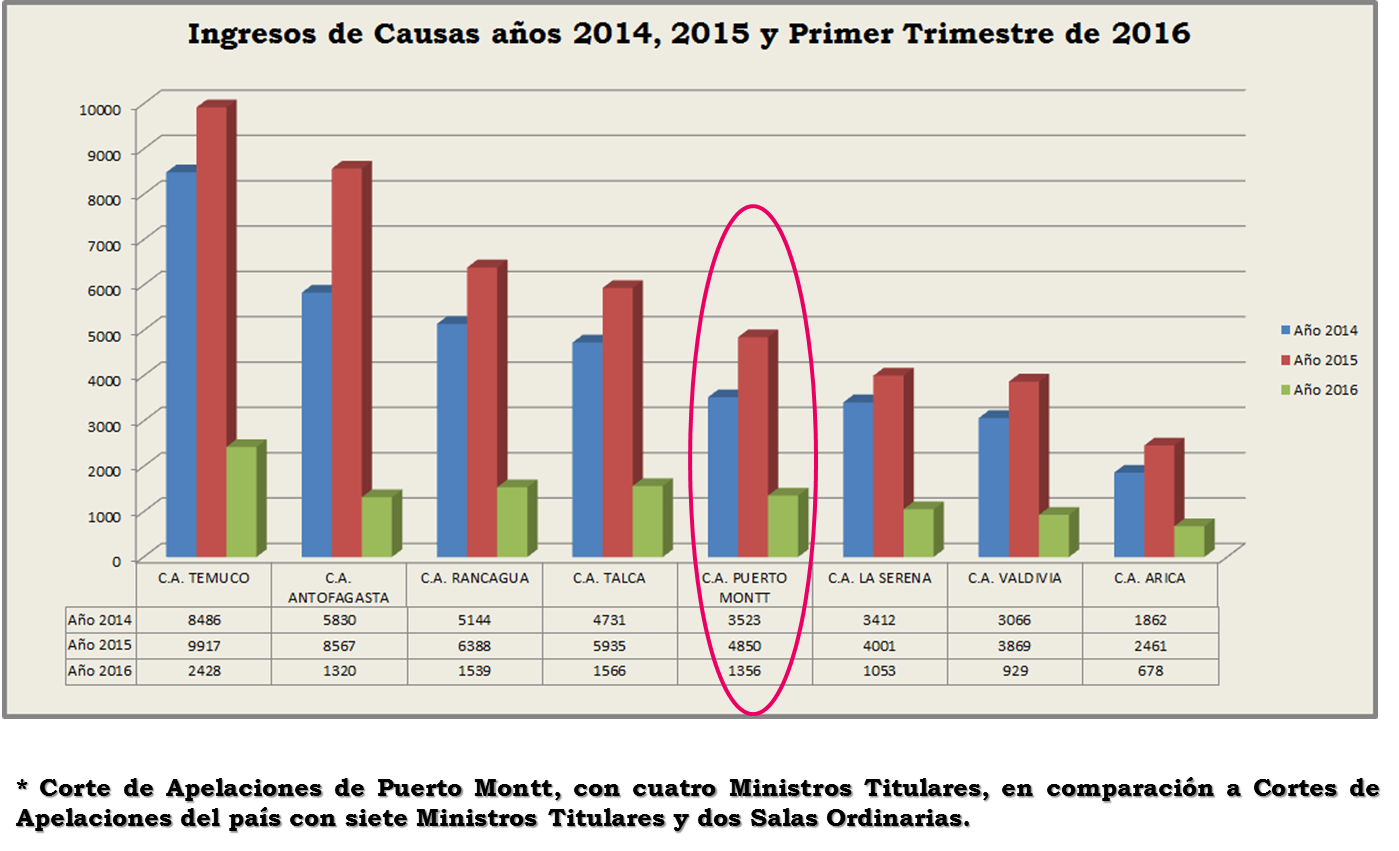 Ingresos de Causas años 2014, 2015 y Primer Trimestre de 2016
10000
9000
8000
7000
6000
5000
4000
3000
2000
1000
0
Año 2014
Año 2015
Año 2016
C.A. TEMUCO C.A. ANTOFAGASTA C.A. RANCAGUA C.A. TALCA C.A. PUERTO MONTT C.A. LA SERENA C.A. VALDIVIA C.A. ARICA
Año 2014 8486 5830 5144 4731 3523 3412 3066 1862
Año 2015 9917 8567 6388 5935 4850 4001 3869 2461
Año 2016 2428 1320 1539 1566 1356 1053 929 678
* Corte de Apelaciones de Puerto Montt, con cuatro Ministros Titulares, en comparación a Cortes de
Apelaciones del país con siete Ministros Titulares y dos Salas Ordinarias.